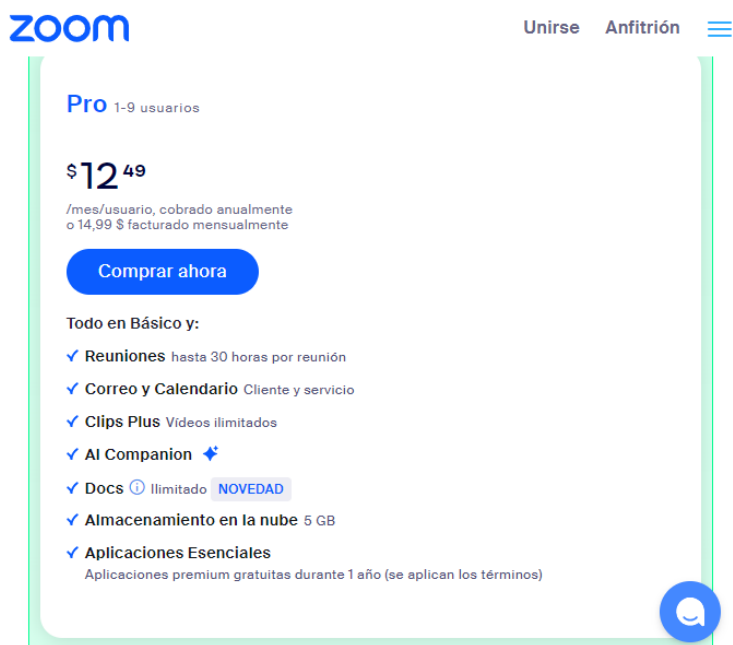 zoom Unirse Anfitrión
Pro 1-9 usuarios
$12 49
/mes/usuario, cobrado anualmente
o 14,99 $ facturado mensualmente
Comprar ahora
Todo en Básico y:
Reuniones hasta 30 horas por reunión
Correo y Calendario Cliente y servicio
Clips Plus Vídeos ilimitados
AI Companion
Docs Ilimitado NOVEDAD
Almacenamiento en la nube 5 GB
Aplicaciones Esenciales
Aplicaciones premium gratuitas durante 1 año (se aplican los términos)